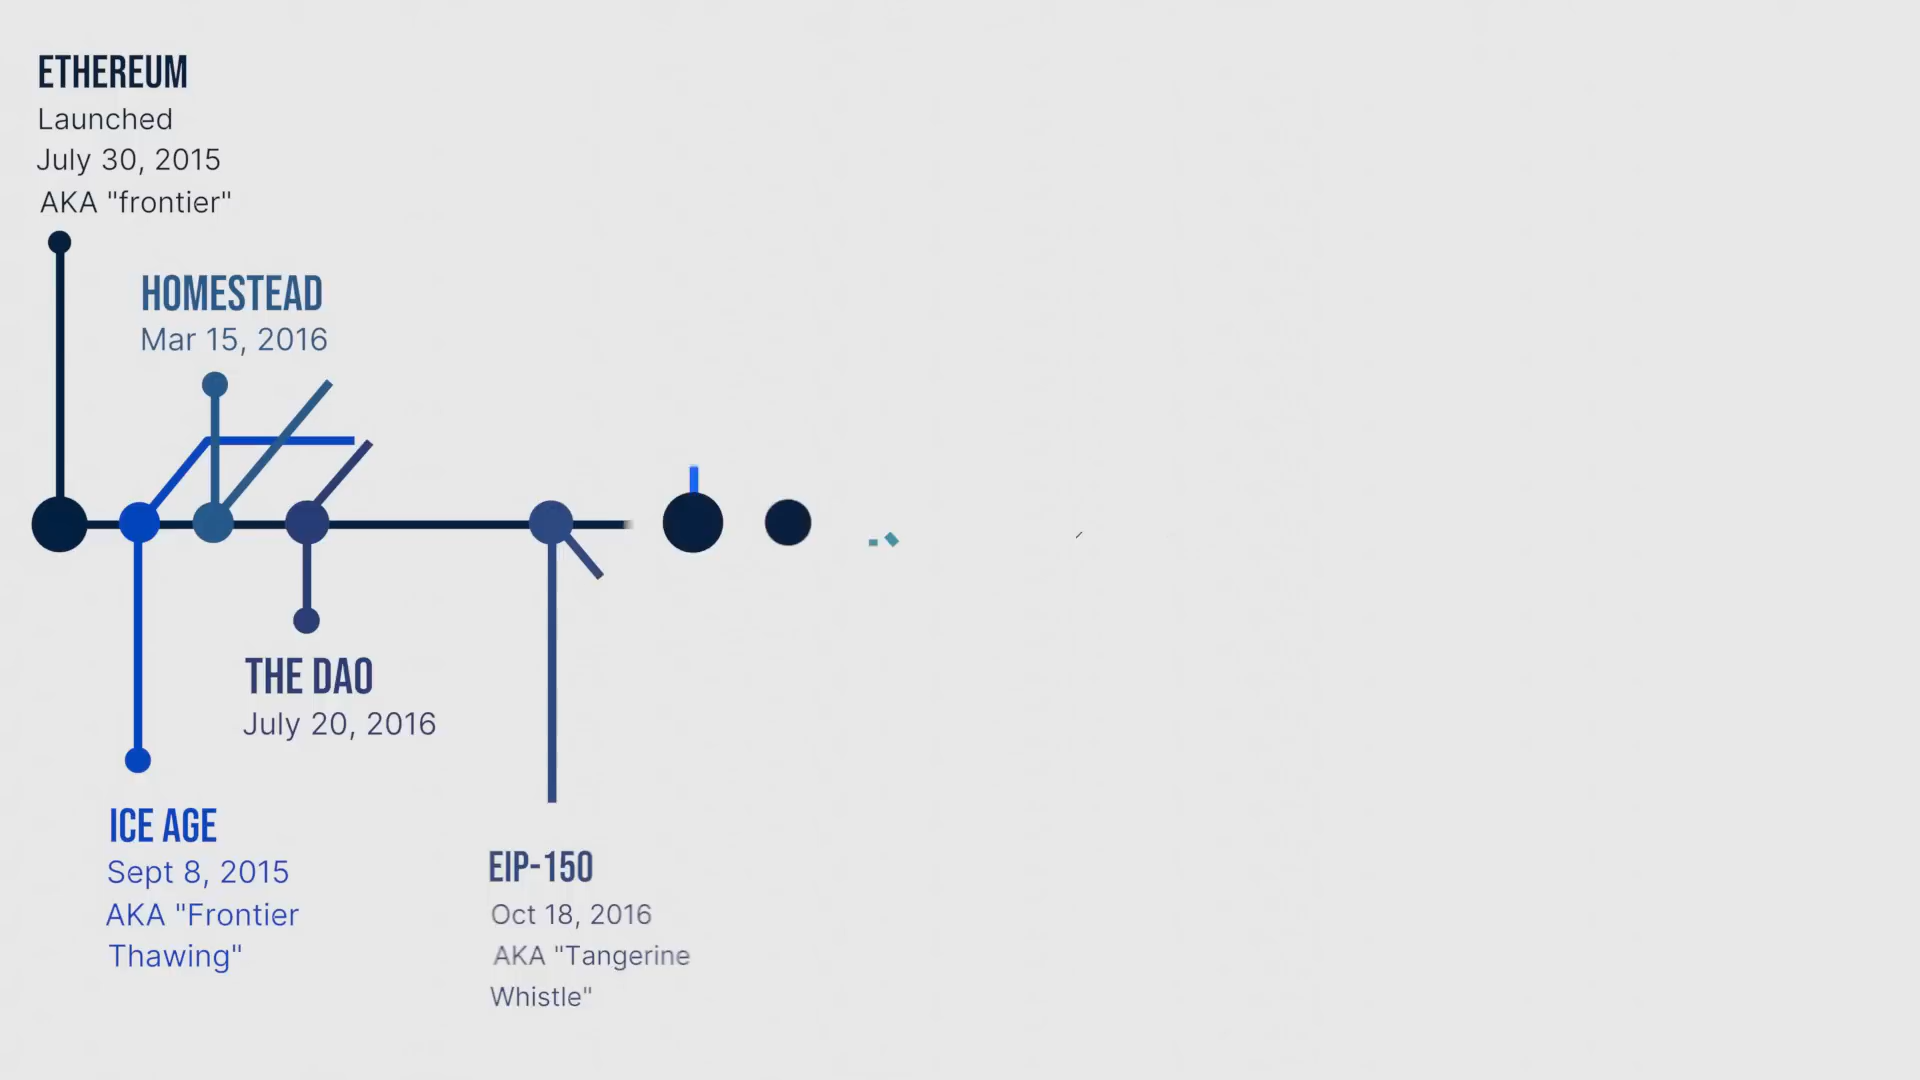 ETHEREUM
Launched
July 30, 2015
AKA "frontier"
HOMESTEAD
Mar 15, 2016
THE DAO
July 20, 2016
ICE AGE
Sept 8, 2015
AKA "Frontier
Thawing"
EIP-150
Oct 18, 2016
AKA "Tangerine
Whistle"